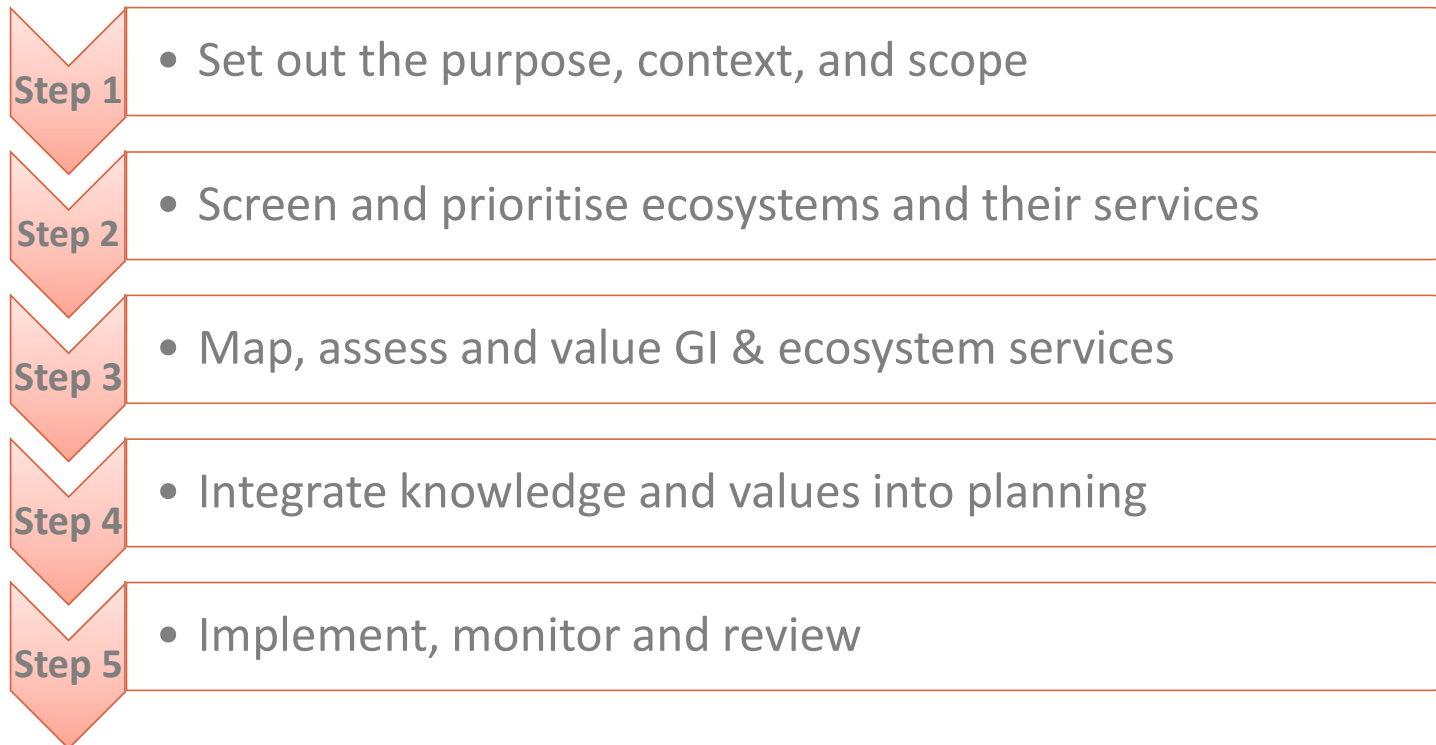 Step 1
• Set out the purpose, context, and scope
Step 2
• Screen and prioritise ecosystems and their services
Step 3
• Map, assess and value GI & ecosystem services
Step 4
• Integrate knowledge and values into planning
Step 5
• Implement, monitor and review